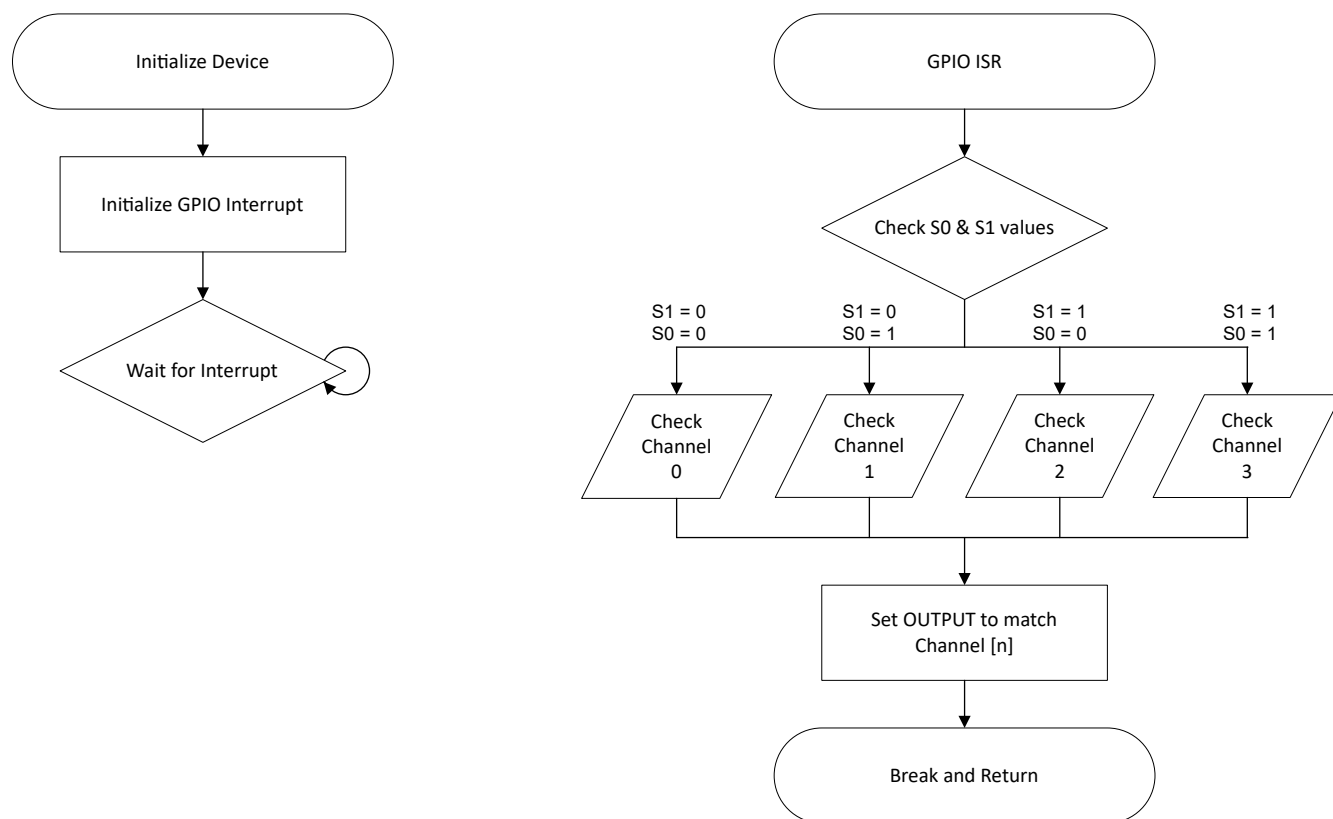 Initialize Device
Initialize GPIO Interrupt
Wait for Interrupt
GPIO ISR
Check S0 & S1 values
S1 = 0
S0 = 0
S1 = 0
S0 = 1
S1 = 1
S0 = 0
S1 = 1
S0 = 1
Check
Channel
0
Check
Channel
1
Check
Channel
2
Check
Channel
3
Set OUTPUT to match
Channel [n]
Break and Return